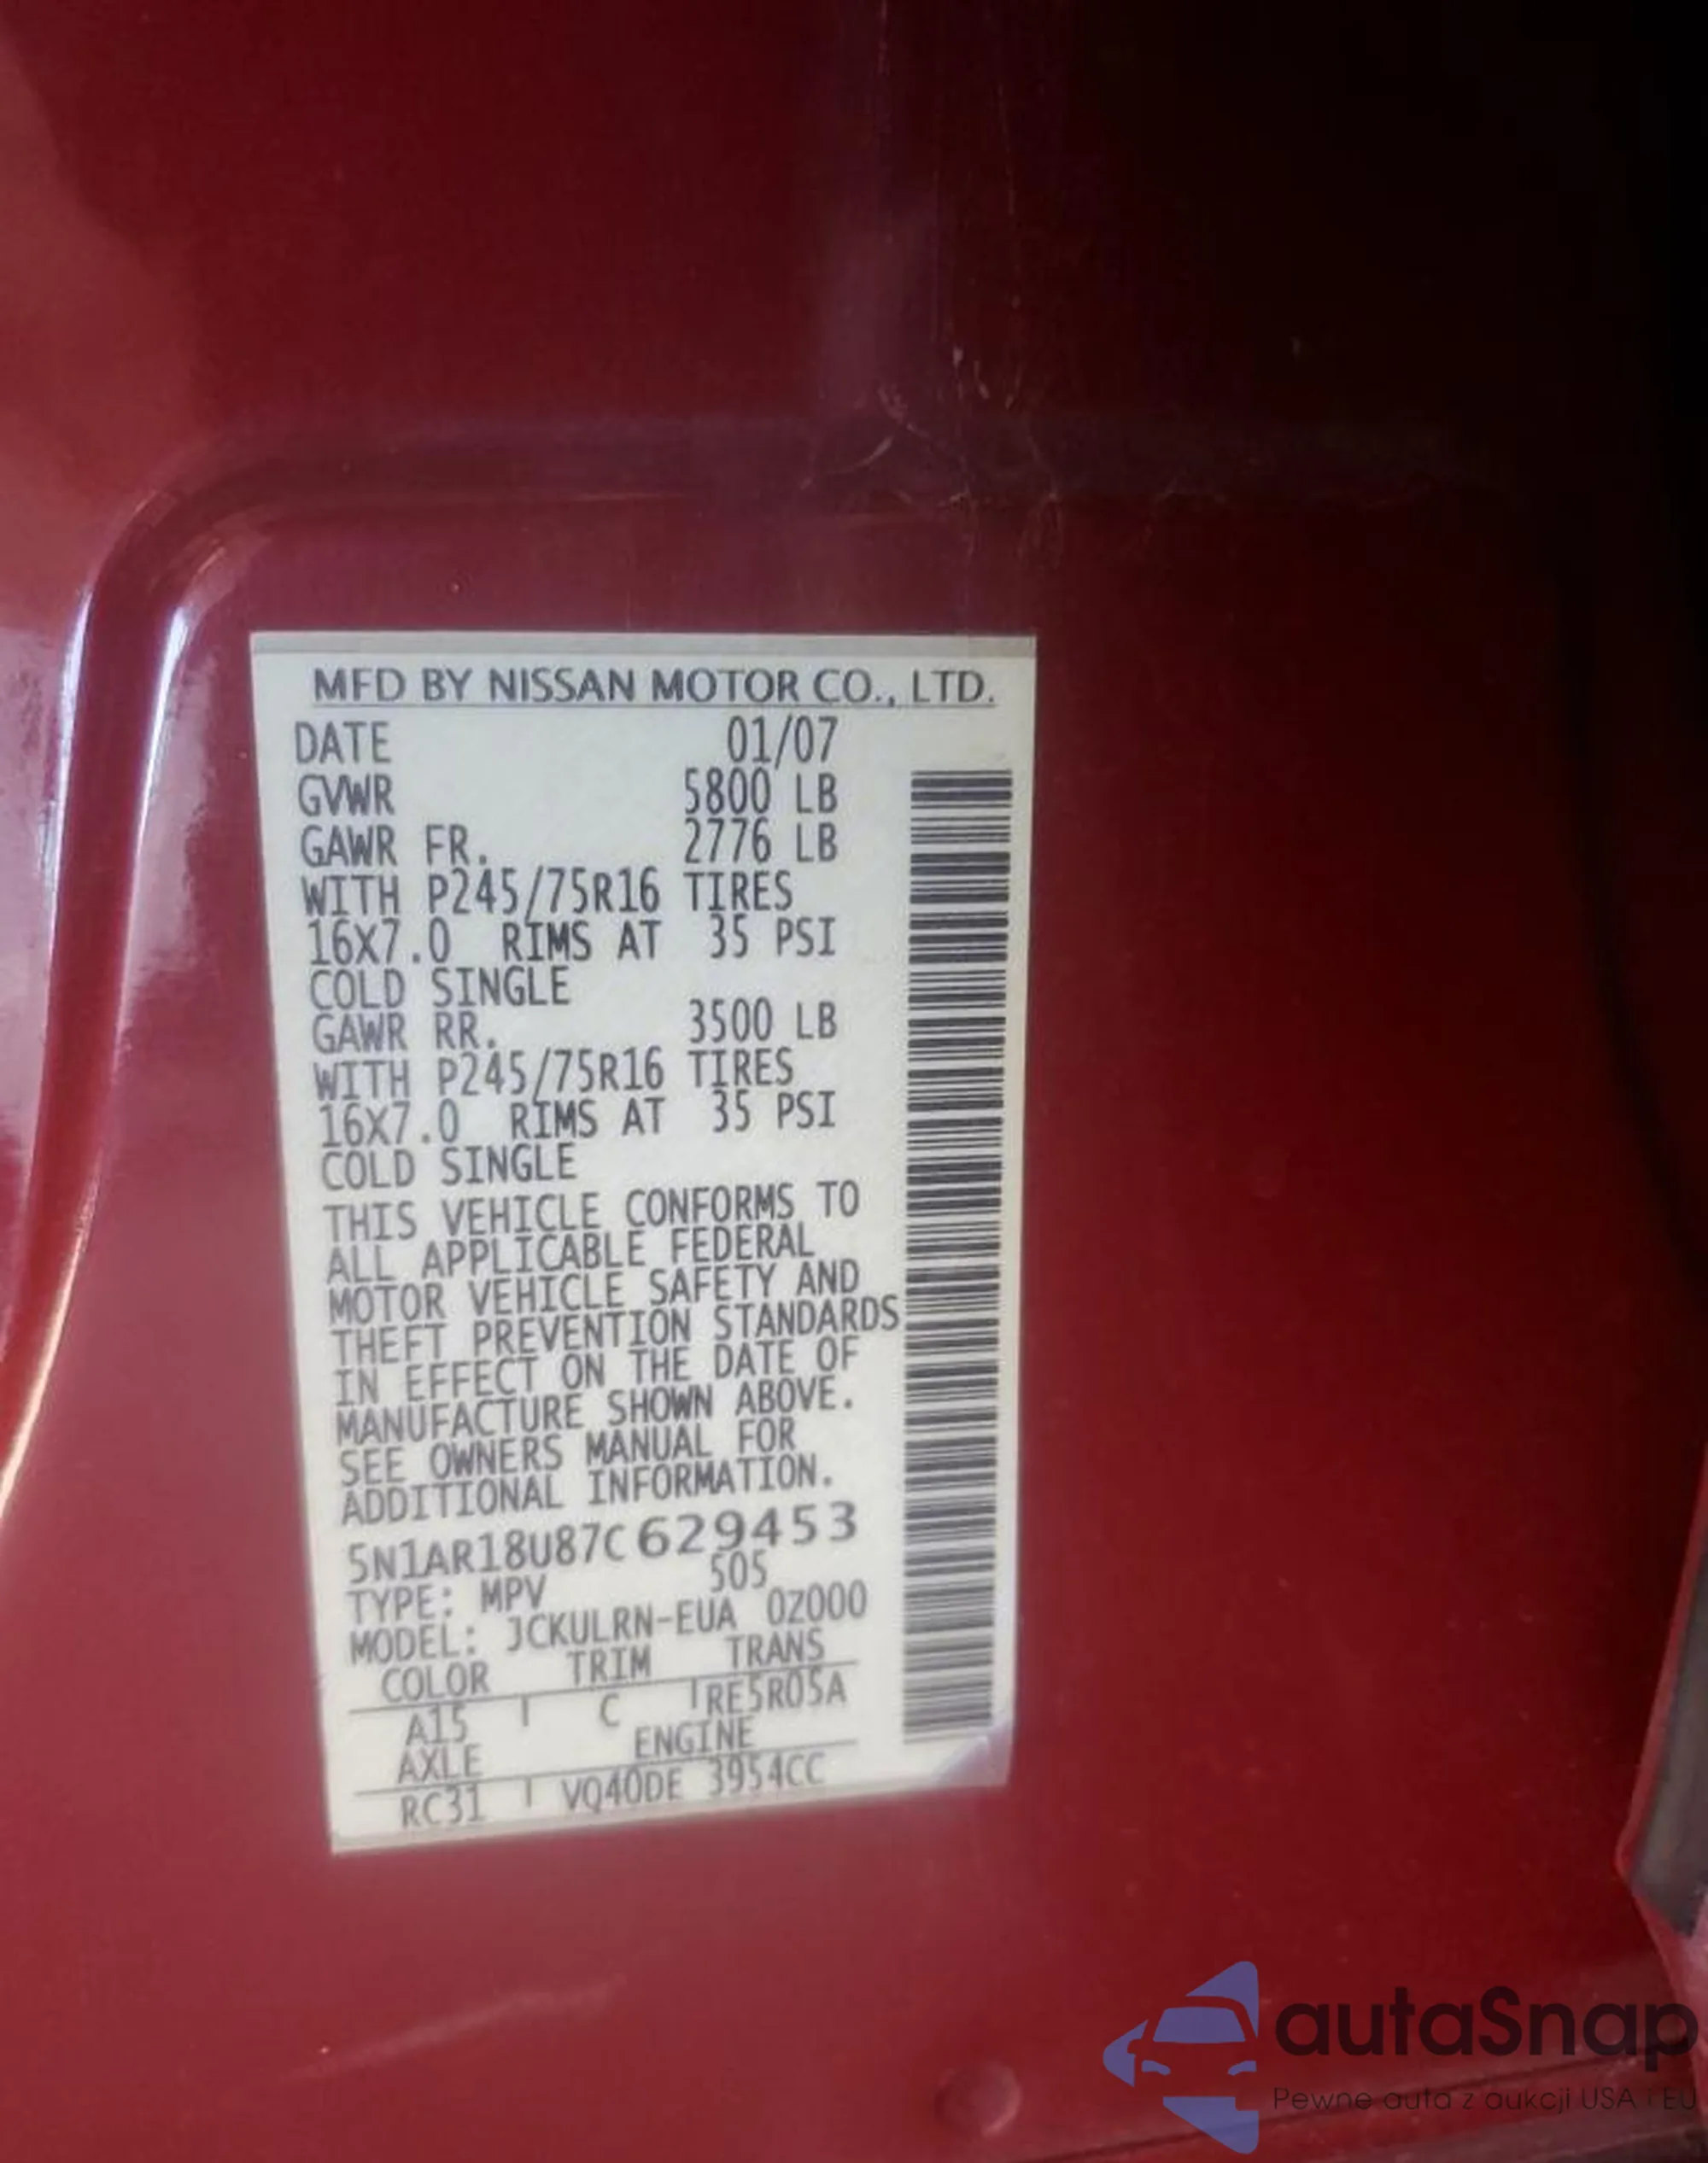 MFD BY NISSAN MOTOR CO., LTD.
DATE 01/07
GVWR 5800 LB
GAWR FR. 2776 LB
WITH P245/75R16 TIRES
16X7.0 RIMS AT 35 PSI
COLD SINGLE
GAWR RR. 3500 LB
WITH P245/75R16 TIRES
16X7.0 RIMS AT 35 PSI
COLD SINGLE
THIS VEHICLE CONFORMS TO
ALL APPLICABLE FEDERAL
MOTOR VEHICLE SAFETY AND
THEFT PREVENTION STANDARDS
IN EFFECT ON THE DATE OF
MANUFACTURE SHOWN ABOVE.
SEE OWNERS MANUAL FOR
ADDITIONAL INFORMATION.
5N1AR18U87C629453
TYPE: MPV 505
MODEL: JCKULRN-EUA 0Z000
COLOR TRIM TRANS
A15 C RE5R05A
AXLE ENGINE
RC31 VQ40DE 3954CC
autaSnap
Pewne auta z aukcji USA i EU